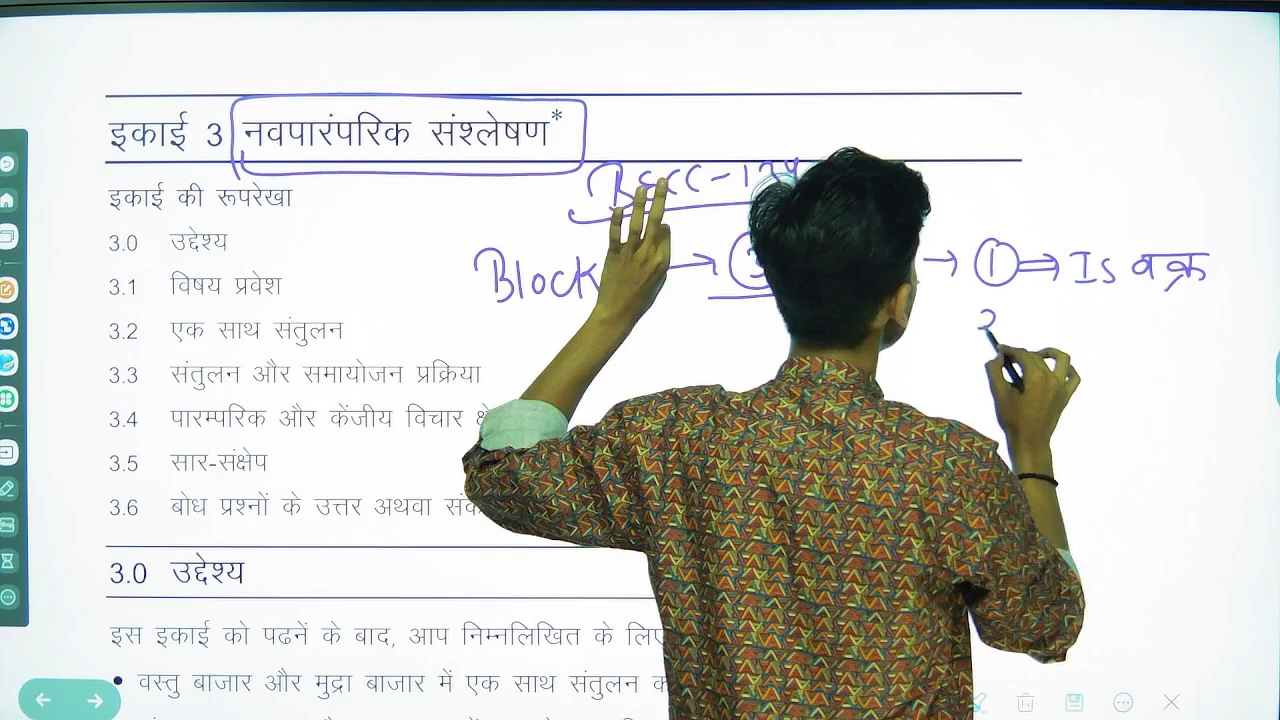 इकाई 3 नवपारंपरिक संश्लेषण*
इकाई की रूपरेखा
3.0 उद्देश्य
3.1 विषय प्रवेश
3.2 एक साथ संतुलन
3.3 संतुलन और समायोजन प्रक्रिया
3.4 पारम्परिक और केंजीय विचार
3.5 सार-संक्षेप
3.6 बोध प्रश्नों के उत्तर अथवा
BECC-134
Block → → ① ⇒ Is वक्र
2
3.0 उद्देश्य
इस इकाई को पढनें के बाद, आप निम्नलिखित के लिए
• वस्तु बाजार और मुद्रा बाजार में एक साथ संतुलन